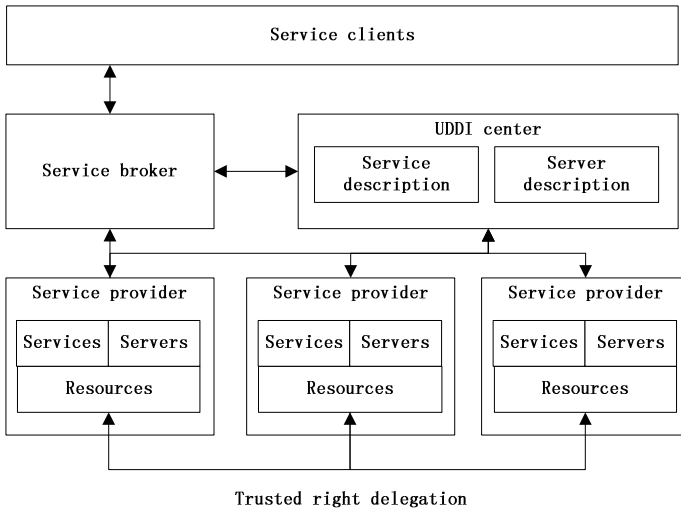 Service clients
Service broker
UDDI center
Service
description
Server
description
Service provider
Services
Servers
Resources
Service provider
Services
Servers
Resources
Service provider
Services
Servers
Resources
Trusted right delegation